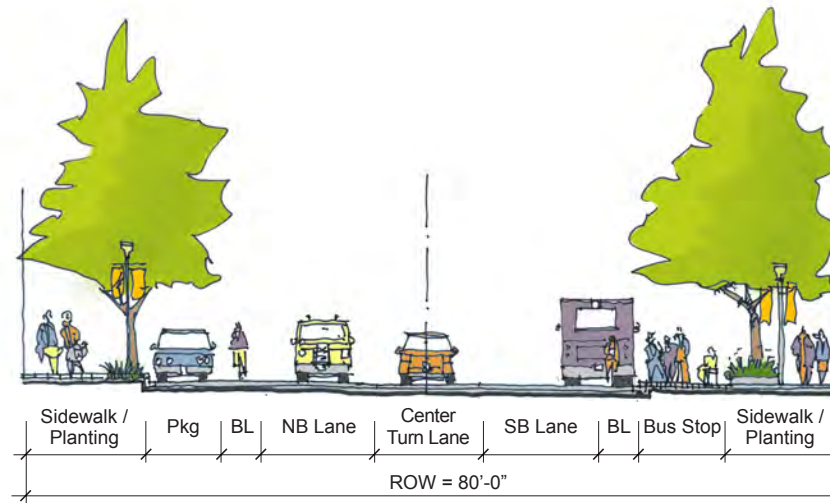 Sidewalk /
Planting
Pkg
BL
NB Lane
Center
Turn Lane
SB Lane
BL
Bus Stop
Sidewalk /
Planting
ROW = 80'-0”